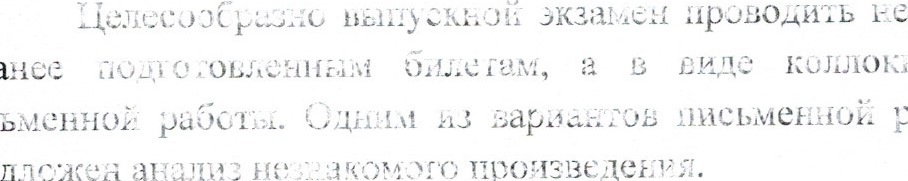 Целесообразно выпускной экзамен проводить не
анее подготовленным билетам, а в виде коллок
ьменной работы. Одним из вариантов письменной р
дложен анализ незнакомого произведения.